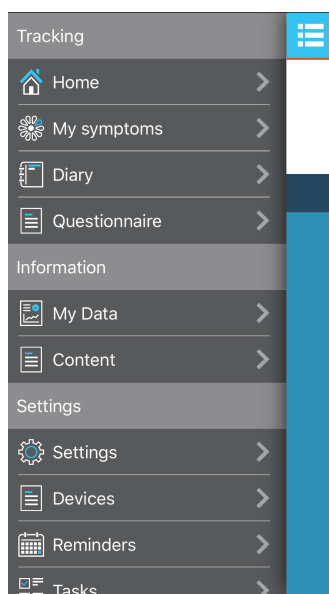 Tracking
Home
My symptoms
Diary
Questionnaire
Information
My Data
Content
Settings
Settings
Devices
Reminders
Tasks